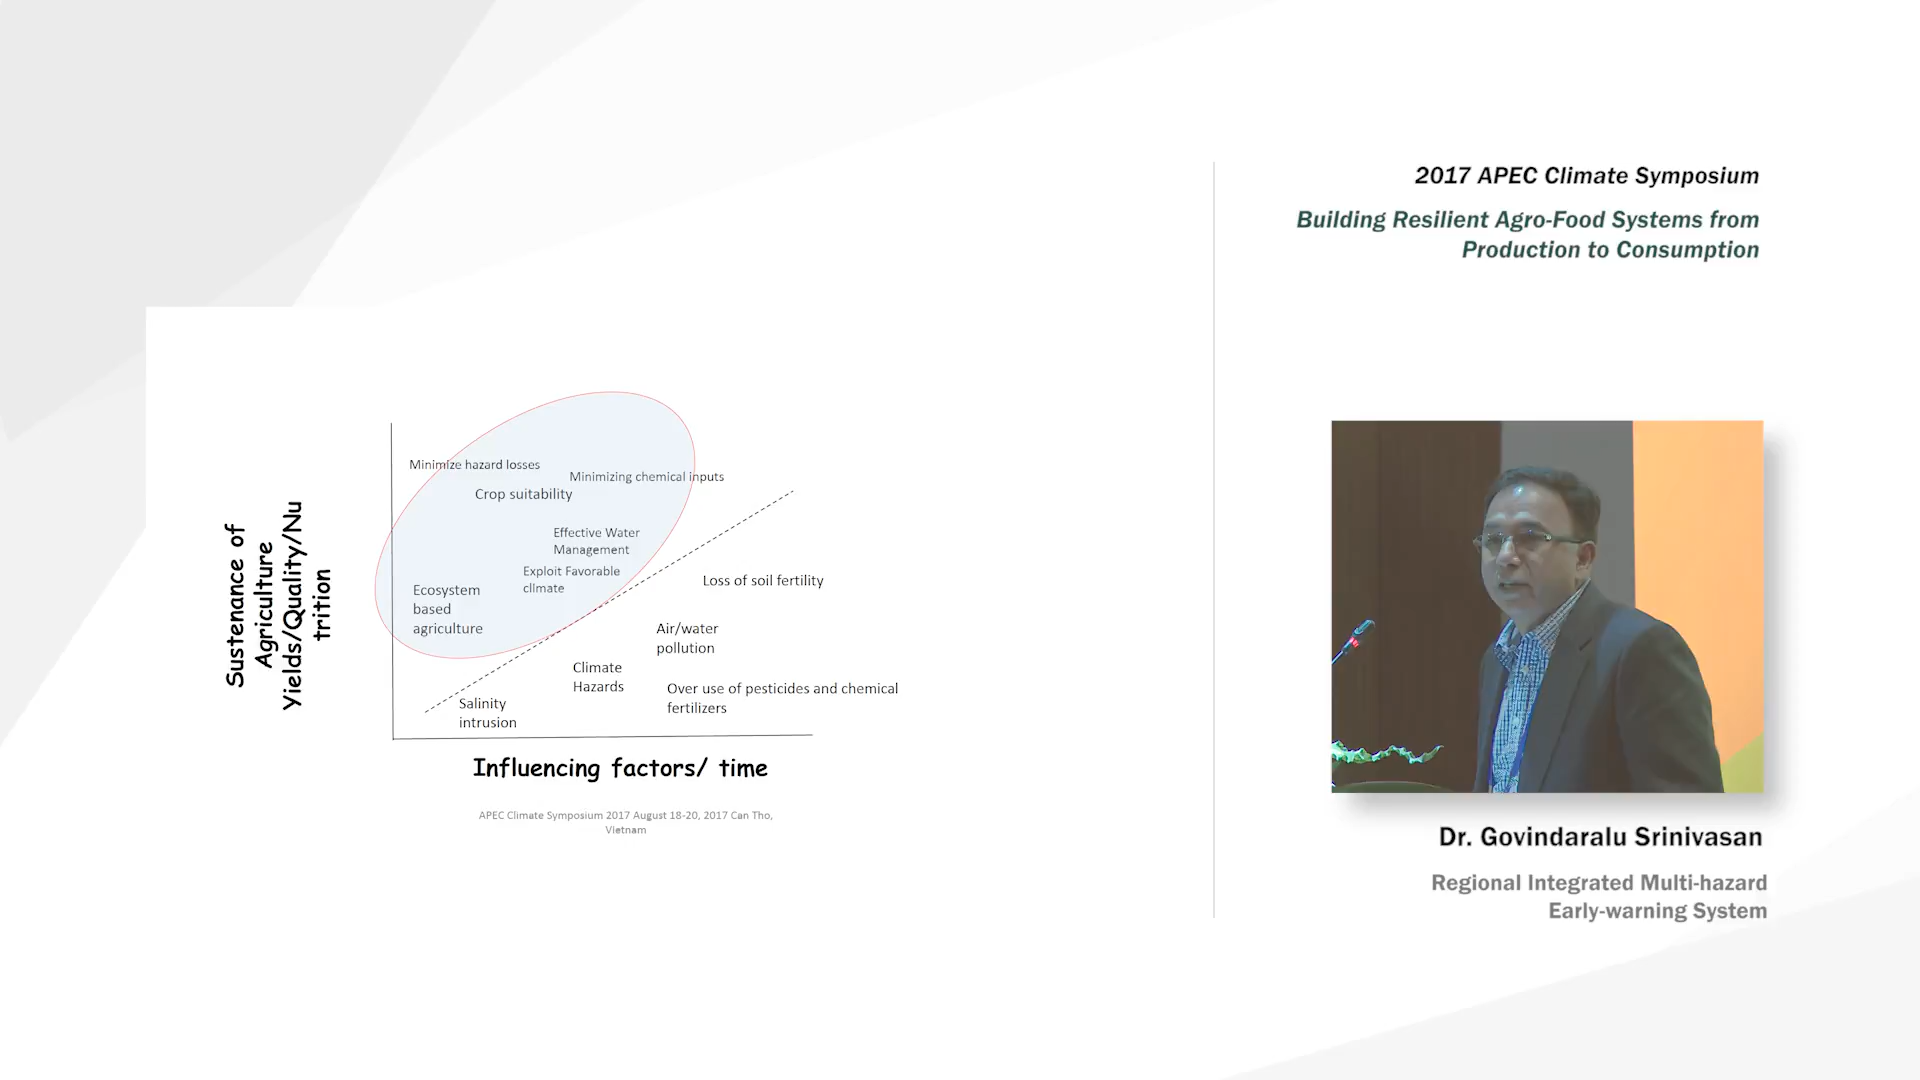 2017 APEC Climate Symposium
Building Resilient Agro-Food Systems from
Production to Consumption
Sustenance of
Agriculture
Yields/Quality/Nu
trition
Minimize hazard losses
Minimizing chemical inputs
Crop suitability
Effective Water
Management
Exploit Favorable
climate
Ecosystem
based
agriculture
Loss of soil fertility
Air/water
pollution
Climate
Hazards
Over use of pesticides and chemical
fertilizers
Salinity
intrusion
Influencing factors/ time
APEC Climate Symposium 2017 August 18-20, 2017 Can Tho,
Vietnam
Dr. Govindaralu Srinivasan
Regional Integrated Multi-hazard
Early-warning System